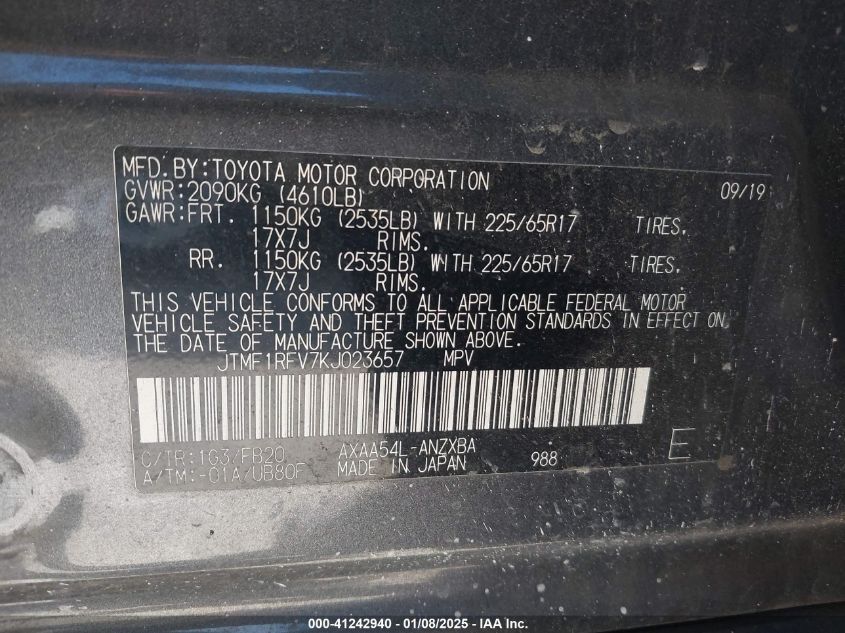 MFD.BY:TOYOTA MOTOR CORPORATION 09/19
GVWR:2090KG (4610LB)
GAWR:FRT. 1150KG (2535LB) WITH 225/65R17 TIRES.
17X7J RIMS.
RR. 1150KG (2535LB) WITH 225/65R17 TIRES.
17X7J RIMS.
THIS VEHICLE CONFORMS TO ALL APPLICABLE FEDERAL MOTOR
VEHICLE SAFETY AND THEFT PREVENTION STANDARDS IN EFFECT ON
THE DATE OF MANUFACTURE SHOWN ABOVE.
JTMF1RFV7KJ023657 MPV
C/TR:1G3/FB20 AXAA54L-ANZXBA 988 E
A/TM:-01A/UB80F MADE IN JAPAN
000-41242940 - 01/08/2025 - IAA, Inc.